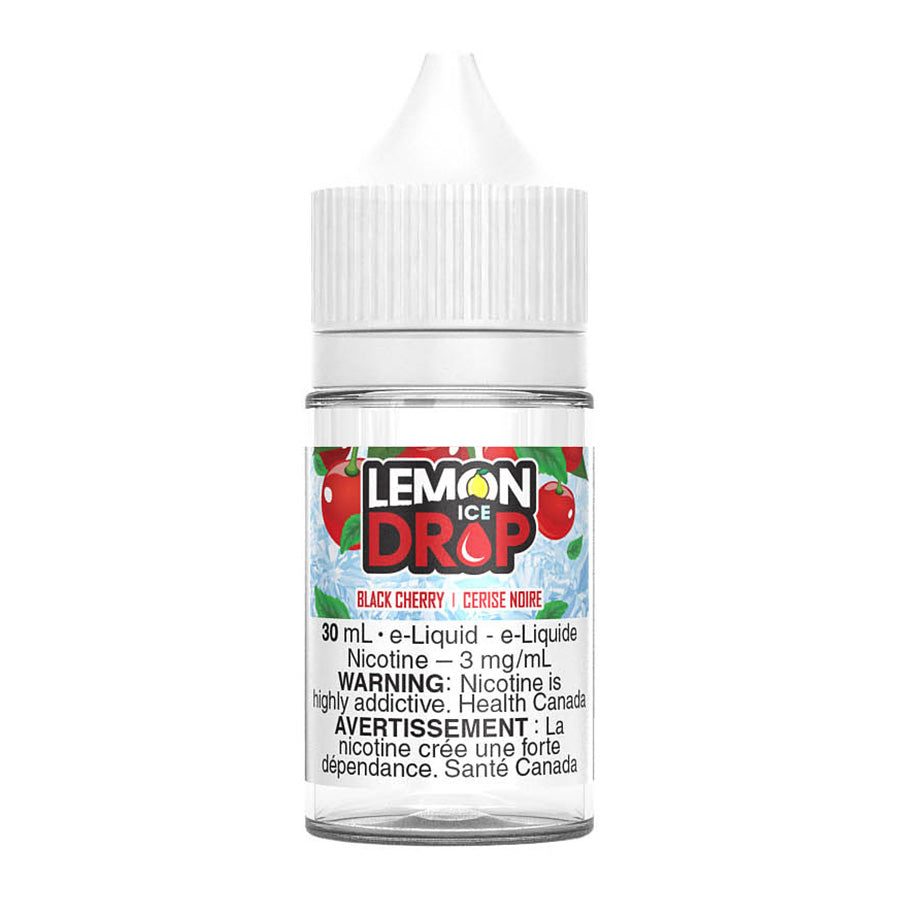 LEMON
ICE
DROP
BLACK CHERRY | CERISE NOIRE
30 mL • e-Liquid - e-Liquide
Nicotine — 3 mg/mL
WARNING: Nicotine is
highly addictive. Health Canada
AVERTISSEMENT : La
nicotine crée une forte
dépendance. Santé Canada